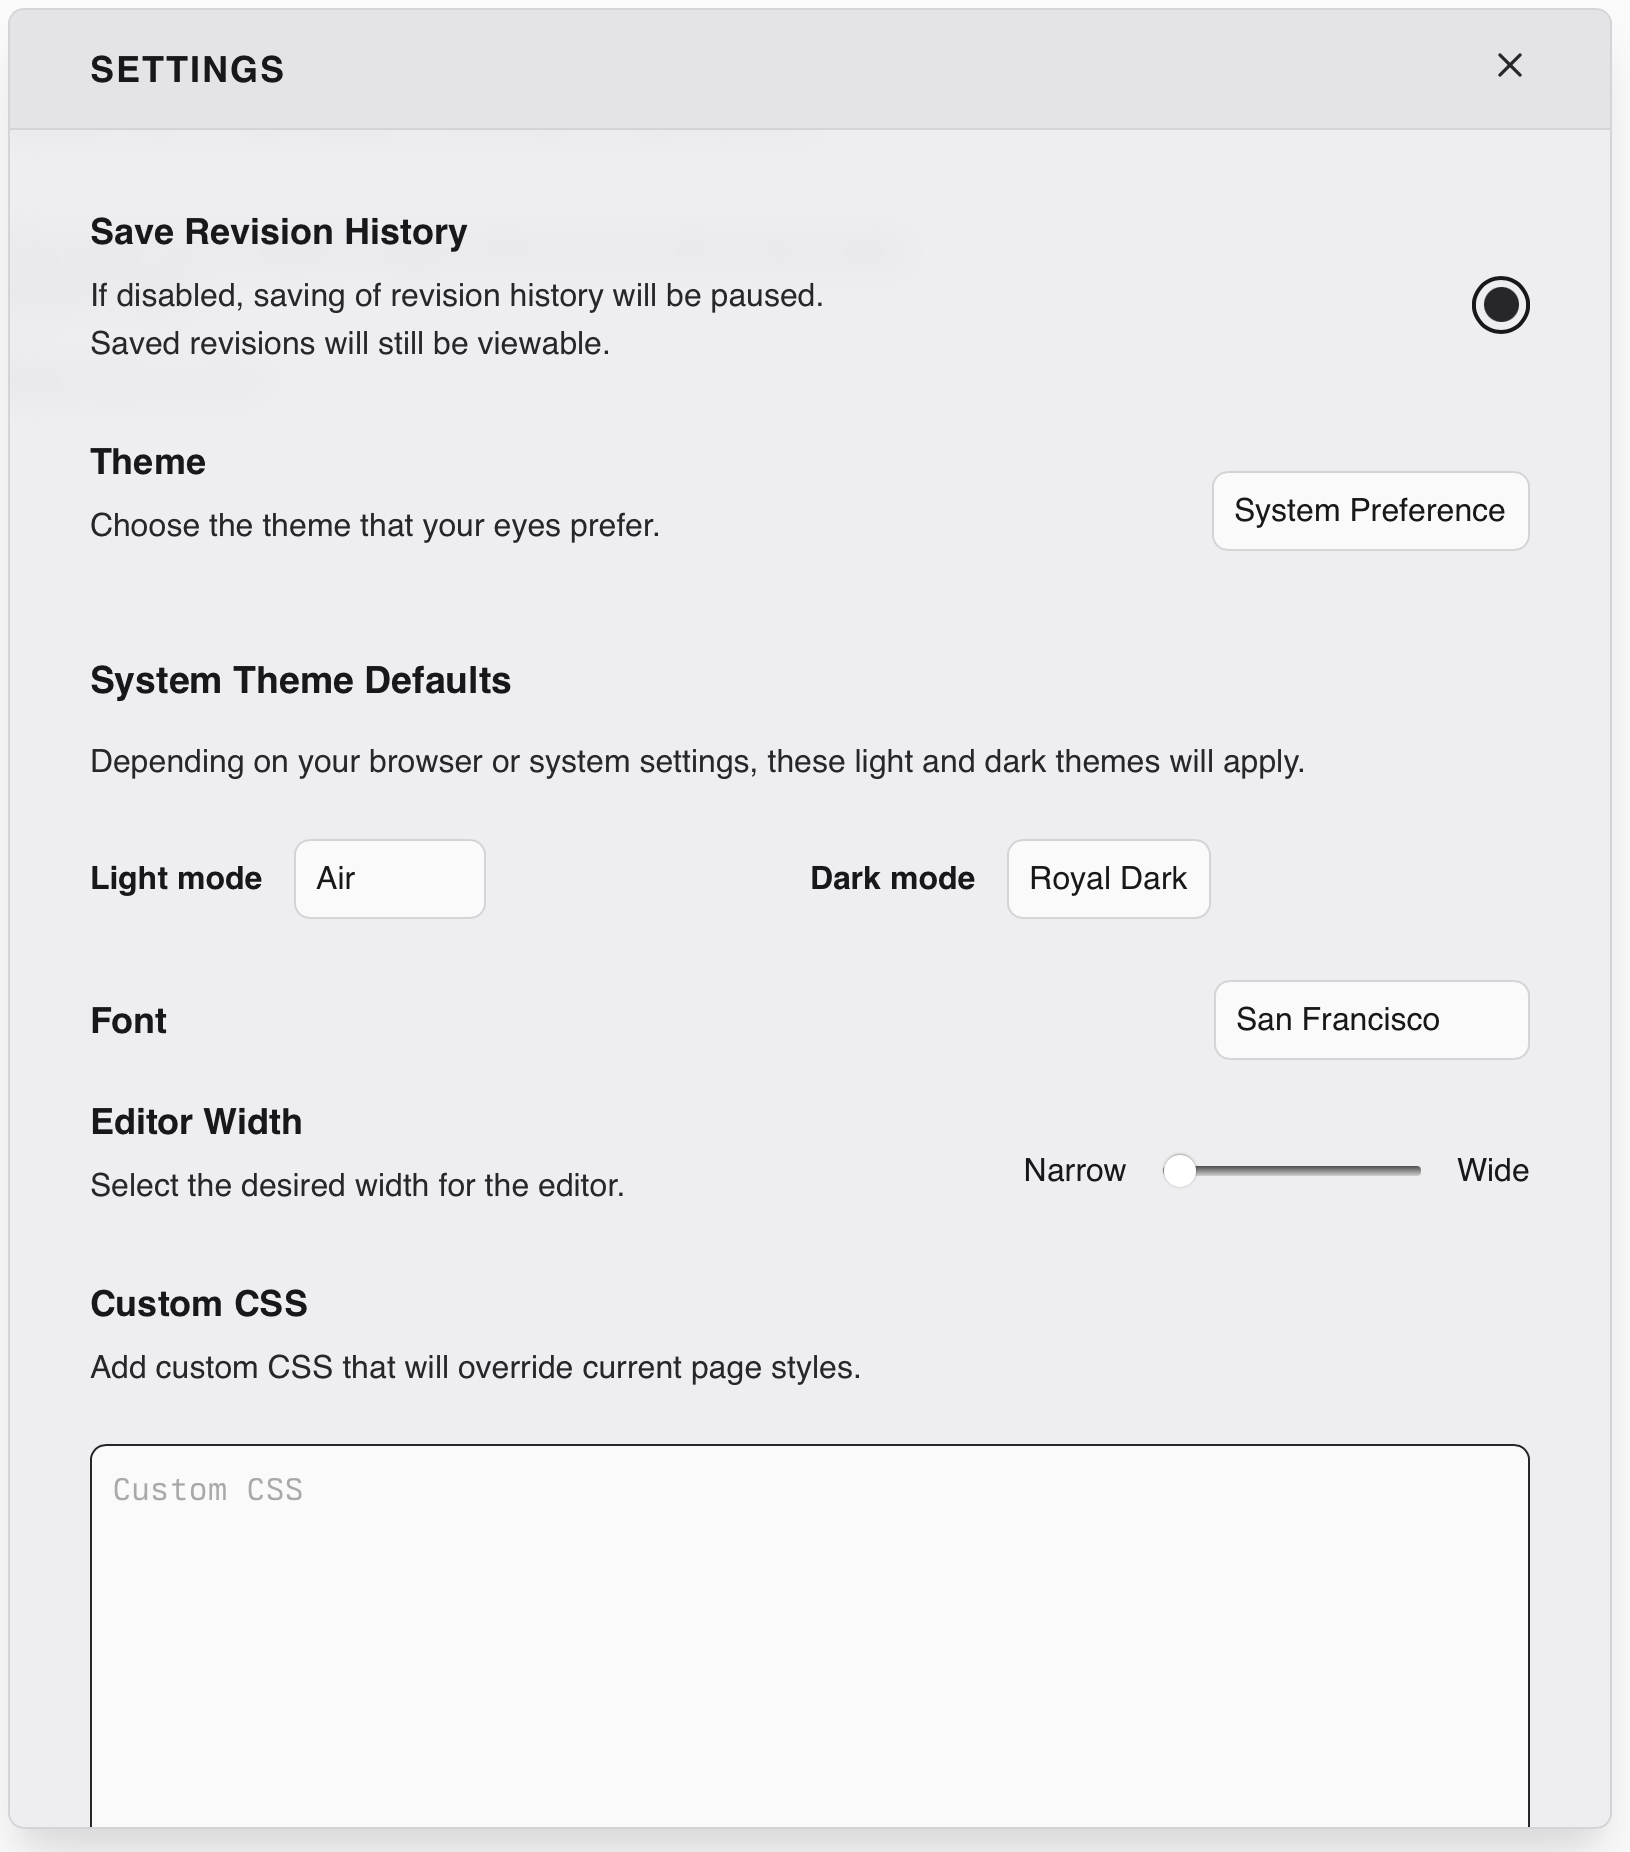 SETTINGS
Save Revision History
If disabled, saving of revision history will be paused.
Saved revisions will still be viewable.
Theme
Choose the theme that your eyes prefer.
System Preference
System Theme Defaults
Depending on your browser or system settings, these light and dark themes will apply.
Light mode Air Dark mode Royal Dark
Font San Francisco
Editor Width
Select the desired width for the editor.
Narrow Wide
Custom CSS
Add custom CSS that will override current page styles.
Custom CSS